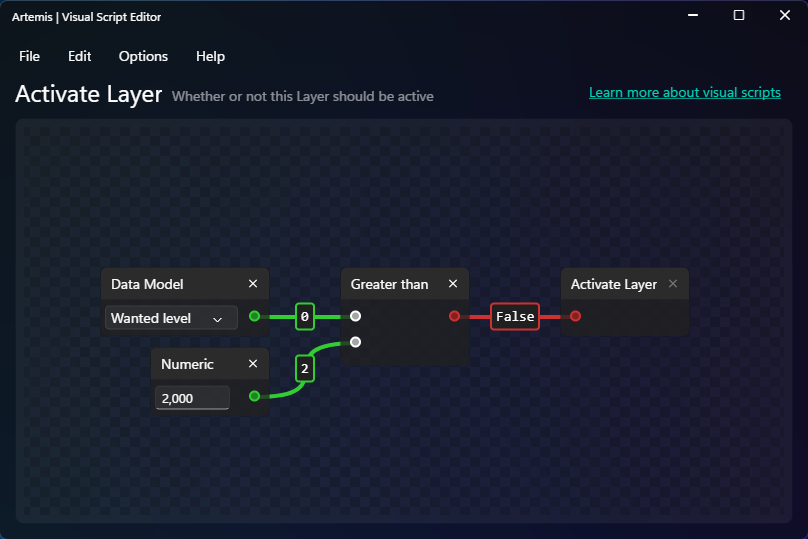 Artemis | Visual Script Editor
File Edit Options Help
Activate Layer Whether or not this Layer should be active
Learn more about visual scripts
Data Model
Wanted level
0
Numeric
2,000
2
Greater than
False
Activate Layer